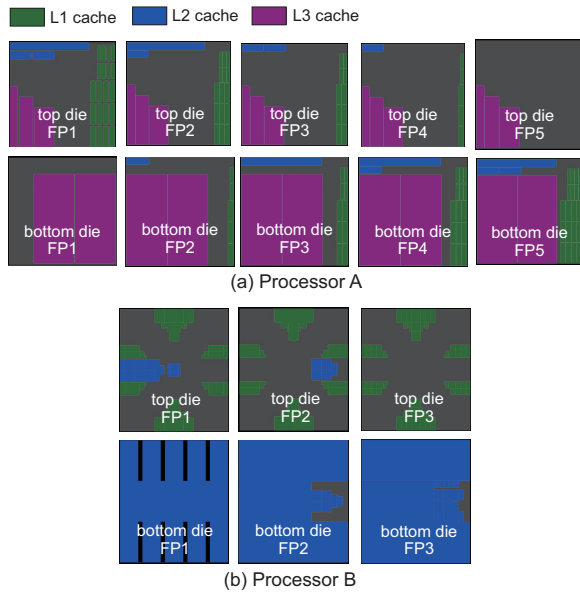 L1 cache L2 cache L3 cache
top die
FP1
top die
FP2
top die
FP3
top die
FP4
top die
FP5
bottom die
FP1
bottom die
FP2
bottom die
FP3
bottom die
FP4
bottom die
FP5
(a) Processor A
top die
FP1
top die
FP2
top die
FP3
bottom die
FP1
bottom die
FP2
bottom die
FP3
(b) Processor B